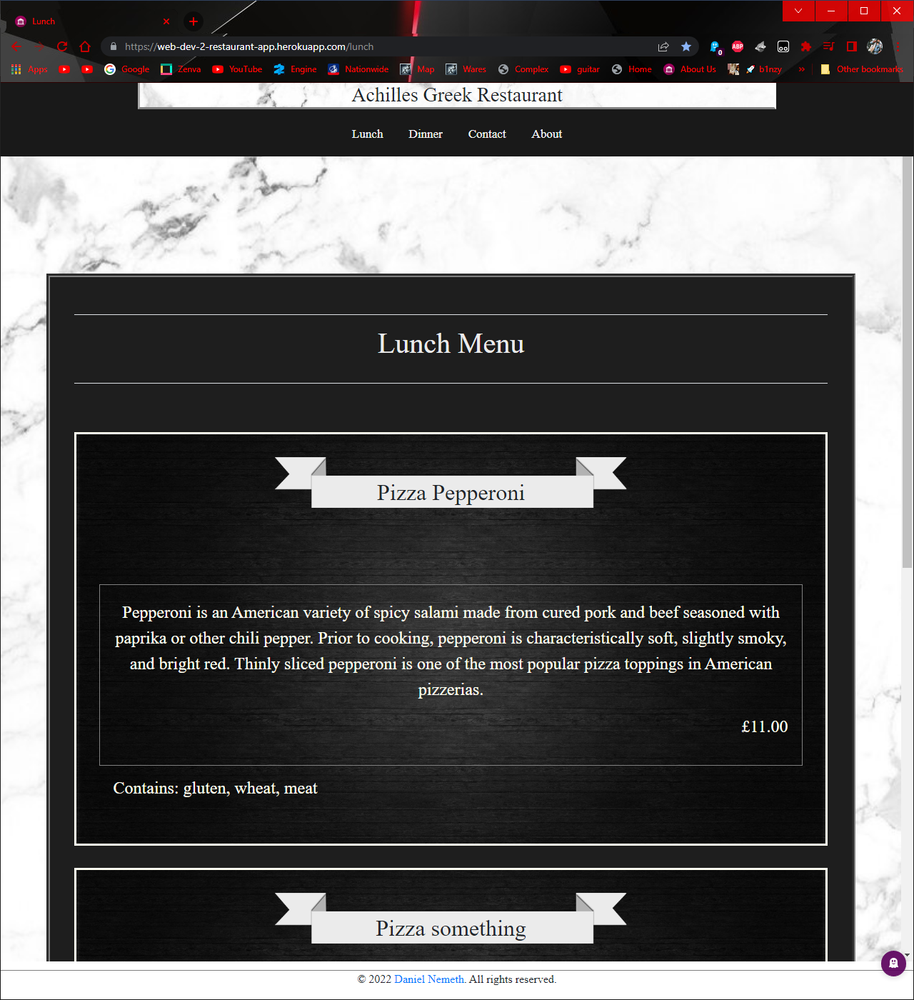 Lunch
https://web-dev-2-restaurant-app.herokuapp.com/lunch
0
ABP
Apps
Google
Zenva
YouTube
Engine
Nationwide
Map
Wares
Complex
guitar
Home
About Us
b1nzy
»
Other bookmarks
Achilles Greek Restaurant
Lunch
Dinner
Contact
About
Lunch Menu
Pizza Pepperoni
Pepperoni is an American variety of spicy salami made from cured pork and beef seasoned with
paprika or other chili pepper. Prior to cooking, pepperoni is characteristically soft, slightly smoky,
and bright red. Thinly sliced pepperoni is one of the most popular pizza toppings in American
pizzerias.
£11.00
Contains: gluten, wheat, meat
Pizza something
© 2022 Daniel Nemeth. All rights reserved.